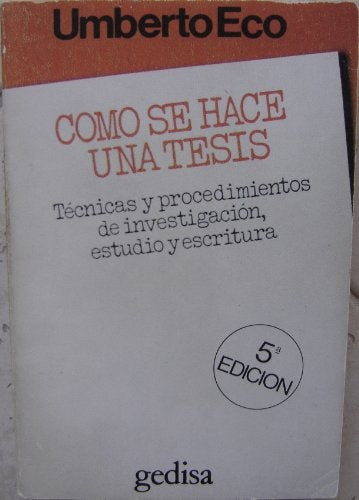 Umberto Eco
COMO SE HACE
UNA TESIS
Técnicas y procedimientos
de investigación,
estudio y escritura
5ª
EDICION
gedisa